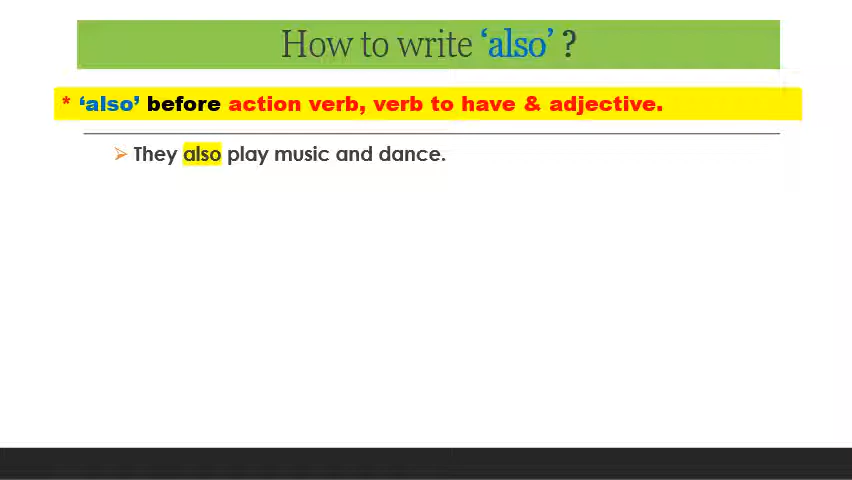 How to write ‘also’ ?
* ‘also’ before action verb, verb to have & adjective.
➢ They also play music and dance.